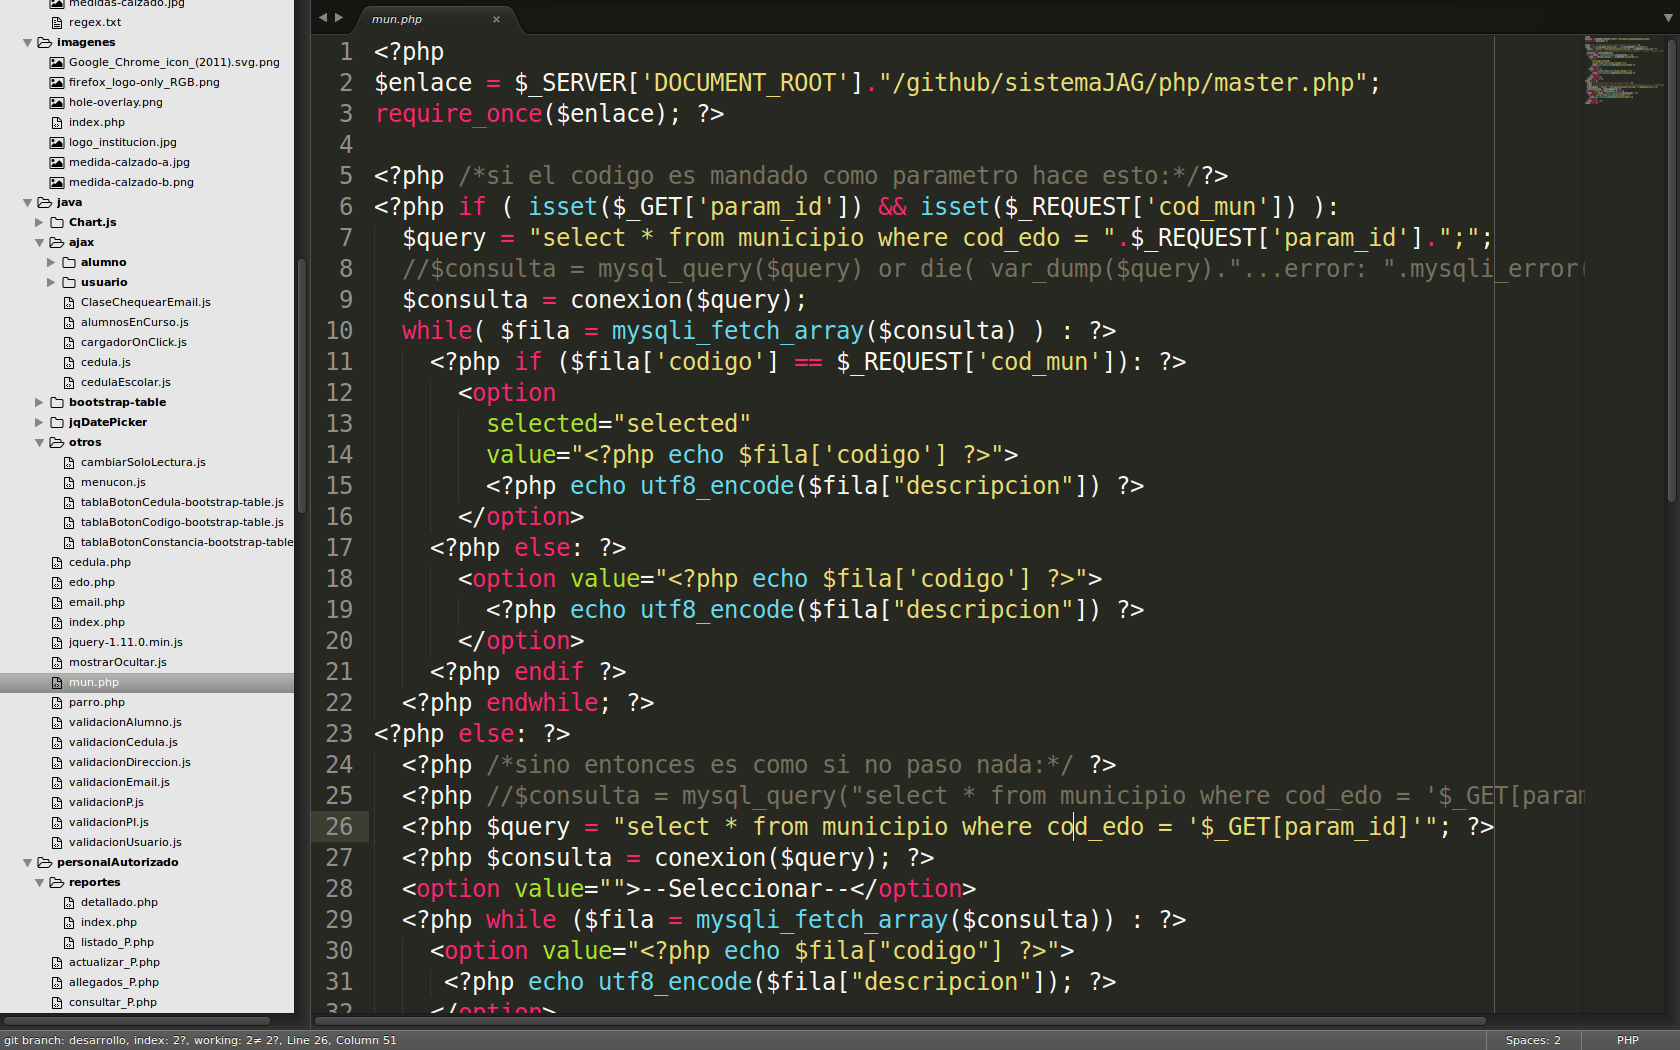 medidas-calzado.jpg
regex.txt
imagenes
Google_Chrome_icon_(2011).svg.png
firefox_logo-only_RGB.png
hole-overlay.png
index.php
logo_institucion.jpg
medida-calzado-a.jpg
medida-calzado-b.png
java
Chart.js
ajax
alumno
usuario
ClaseChequearEmail.js
alumnosEnCurso.js
cargadorOnClick.js
cedula.js
cedulaEscolar.js
bootstrap-table
jqDatePicker
otros
cambiarSoloLectura.js
menucon.js
tablaBotonCedula-bootstrap-table.js
tablaBotonCodigo-bootstrap-table.js
tablaBotonConstancia-bootstrap-table
cedula.php
edo.php
email.php
index.php
jquery-1.11.0.min.js
mostrarOcultar.js
mun.php
parro.php
validacionAlumno.js
validacionCedula.js
validacionDireccion.js
validacionEmail.js
validacionP.js
validacionPI.js
validacionUsuario.js
personalAutorizado
reportes
detallado.php
index.php
listado_P.php
actualizar_P.php
allegados_P.php
consultar_P.php
mun.php ×
1 <?php
2 $enlace = $_SERVER['DOCUMENT_ROOT']."/github/sistemaJAG/php/master.php";
3 require_once($enlace); ?>
4
5 <?php /*si el codigo es mandado como parametro hace esto:*/?>
6 <?php if ( isset($_GET['param_id']) && isset($_REQUEST['cod_mun']) ):
7   $query = "select * from municipio where cod_edo = ".$_REQUEST['param_id'].";";
8   //$consulta = mysql_query($query) or die( var_dump($query)."...error: ".mysqli_error(
9   $consulta = conexion($query);
10   while( $fila = mysqli_fetch_array($consulta) ) : ?>
11     <?php if ($fila['codigo'] == $_REQUEST['cod_mun']): ?>
12       <option
13         selected="selected"
14         value="<?php echo $fila['codigo'] ?>">
15         <?php echo utf8_encode($fila["descripcion"]) ?>
16       </option>
17     <?php else: ?>
18       <option value="<?php echo $fila['codigo'] ?>">
19         <?php echo utf8_encode($fila["descripcion"]) ?>
20       </option>
21     <?php endif ?>
22   <?php endwhile; ?>
23 <?php else: ?>
24   <?php /*sino entonces es como si no paso nada:*/ ?>
25   <?php //$consulta = mysql_query("select * from municipio where cod_edo = '$_GET[param
26   <?php $query = "select * from municipio where cod_edo = '$_GET[param_id]'"; ?>
27   <?php $consulta = conexion($query); ?>
28   <option value="">--Seleccionar--</option>
29   <?php while ($fila = mysqli_fetch_array($consulta)) : ?>
30     <option value="<?php echo $fila["codigo"] ?>">
31      <?php echo utf8_encode($fila["descripcion"]); ?>
32     </option>
git branch: desarrollo, index: 2?, working: 2≠ 2?, Line 26, Column 51
Spaces: 2
PHP